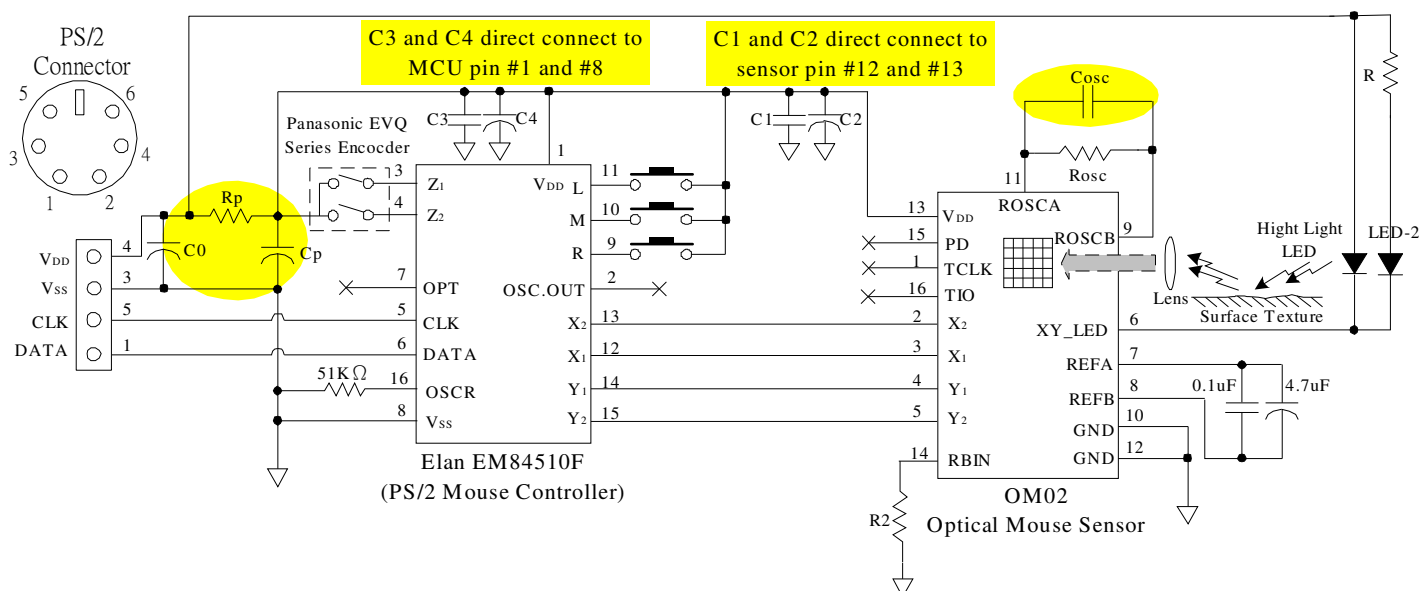 PS/2
Connector
5
6
3
4
1
2
C3 and C4 direct connect to
MCU pin #1 and #8
C1 and C2 direct connect to
sensor pin #12 and #13
Cosc
R
Panasonic EVQ
Series Encocder
C3
C4
C1
C2
Rosc
Rp
C0
Cp
VDD
4
VSS
3
CLK
5
DATA
1
3
Z1
4
Z2
7
OPT
5
CLK
6
DATA
51KΩ
16
OSCR
8
VSS
1
VDD
L
11
M
10
R
9
OSC.OUT
2
X2
13
X1
12
Y1
14
Y2
15
Elan EM84510F
(PS/2 Mouse Controller)
11
ROSCA
13
VDD
15
PD
1
TCLK
16
TIO
2
X2
3
X1
4
Y1
5
Y2
14
RBIN
R2
ROSCB
9
XY_LED
6
REFA
7
REFB
8
GND
10
GND
12
OM02
Optical Mouse Sensor
Lens
Hight Light
LED
LED-2
Surface Texture
0.1uF
4.7uF